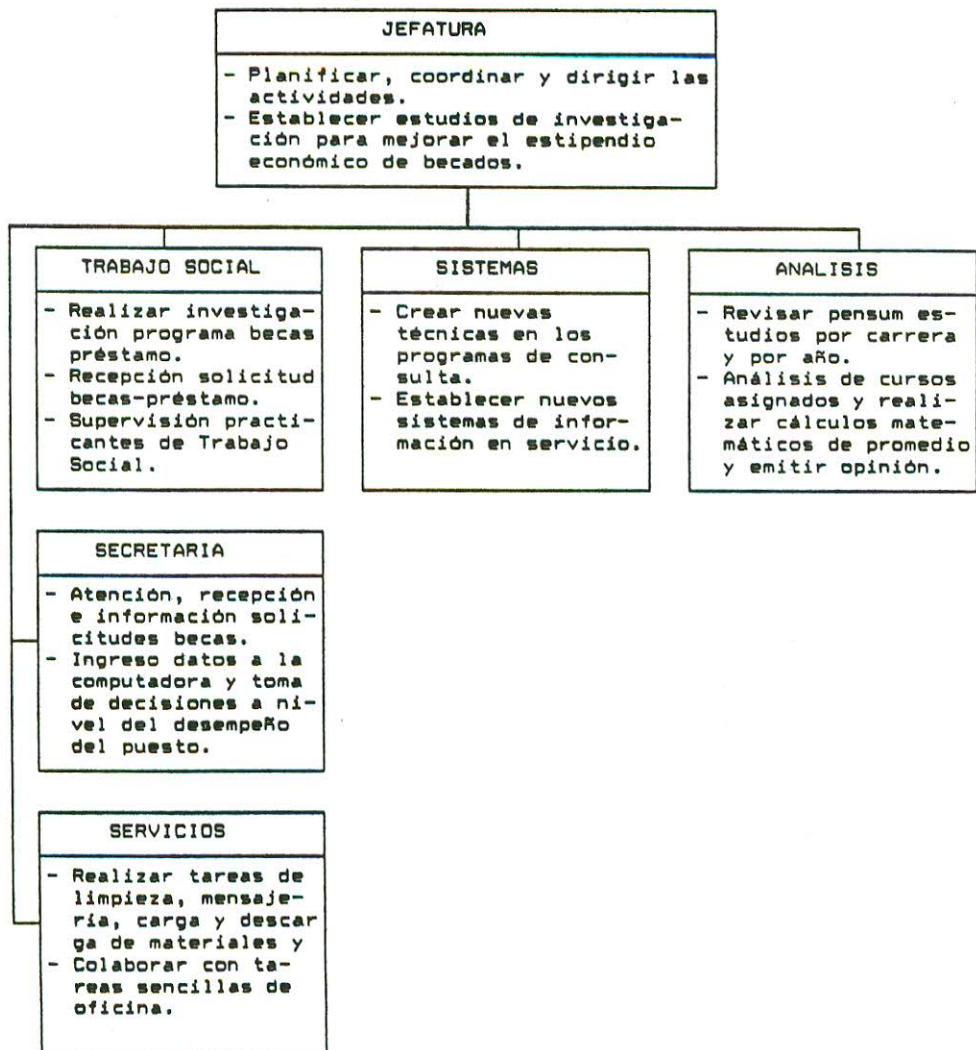 JEFATURA
- Planificar, coordinar y dirigir las
actividades.
- Establecer estudios de investiga-
ción para mejorar el estipendio
económico de becados.
TRABAJO SOCIAL
- Realizar investiga-
ción programa becas
préstamo.
- Recepción solicitud
becas-préstamo.
- Supervisión practi-
cantes de Trabajo
Social.
SISTEMAS
- Crear nuevas
técnicas en los
programas de con-
sulta.
- Establecer nuevos
sistemas de infor-
mación en servicio.
ANALISIS
- Revisar pensum es-
tudios por carrera
y por año.
- Análisis de cursos
asignados y reali-
zar cálculos mate-
máticos de promedio
y emitir opinión.
SECRETARIA
- Atención, recepción
e información soli-
citudes becas.
- Ingreso datos a la
computadora y toma
de decisiones a ni-
vel del desempeño
del puesto.
SERVICIOS
- Realizar tareas de
limpieza, mensaje-
ría, carga y descar
ga de materiales y
- Colaborar con ta-
reas sencillas de
oficina.